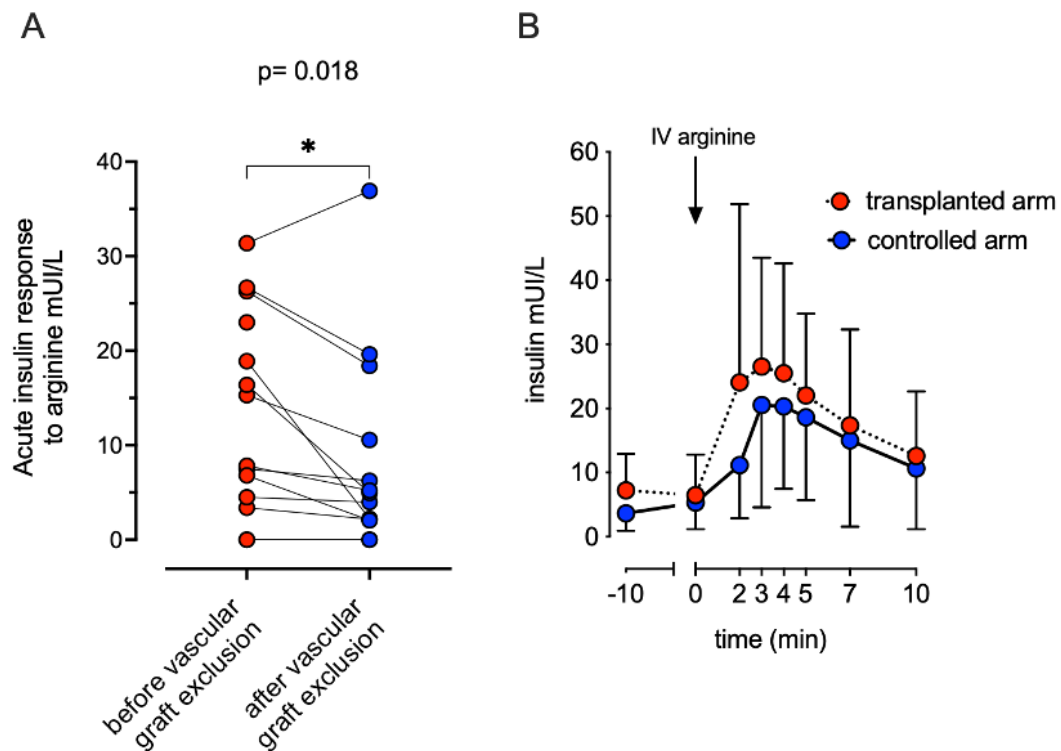 A
p= 0.018
*
Acute insulin response
to arginine mUI/L
40
30
20
10
0
before vascular
graft exclusion
after vascular
graft exclusion
B
IV arginine
transplanted arm
controlled arm
insulin mUI/L
60
50
40
30
20
10
0
-10 0 2 3 4 5 7 10
time (min)